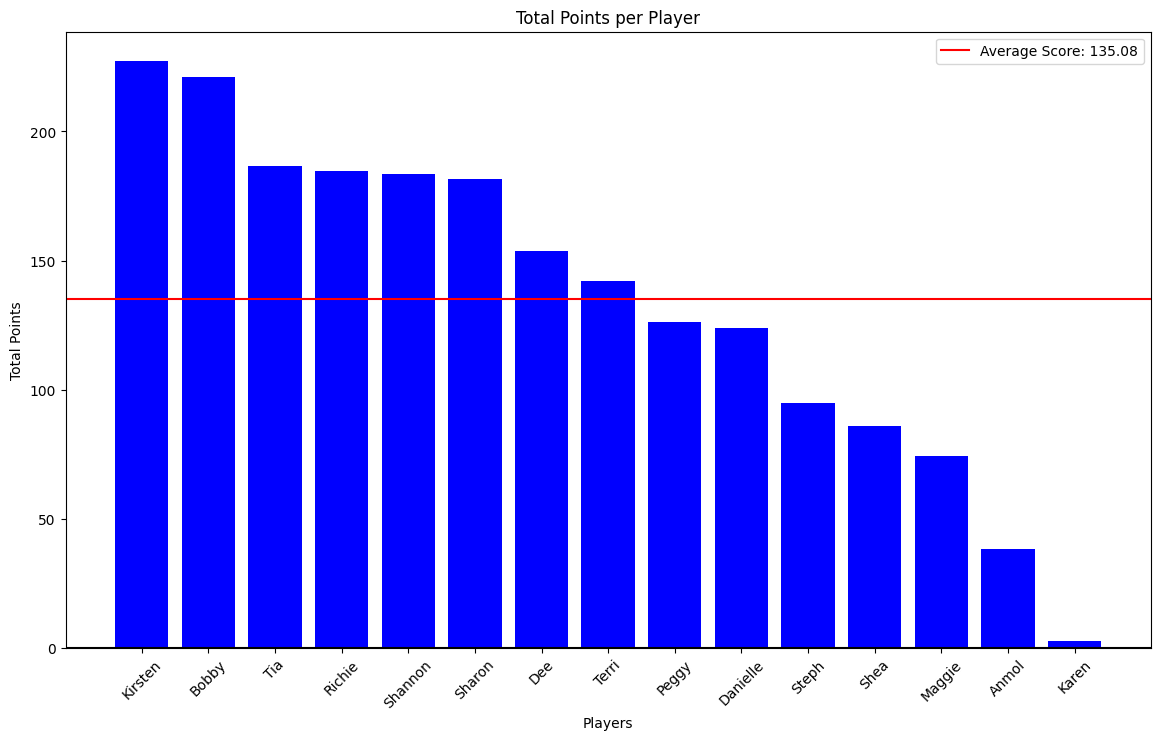 Total Points per Player
Average Score: 135.08
Total Points
200
150
100
50
0
Kirsten
Bobby
Tia
Richie
Shannon
Sharon
Dee
Terri
Peggy
Danielle
Steph
Shea
Maggie
Anmol
Karen
Players